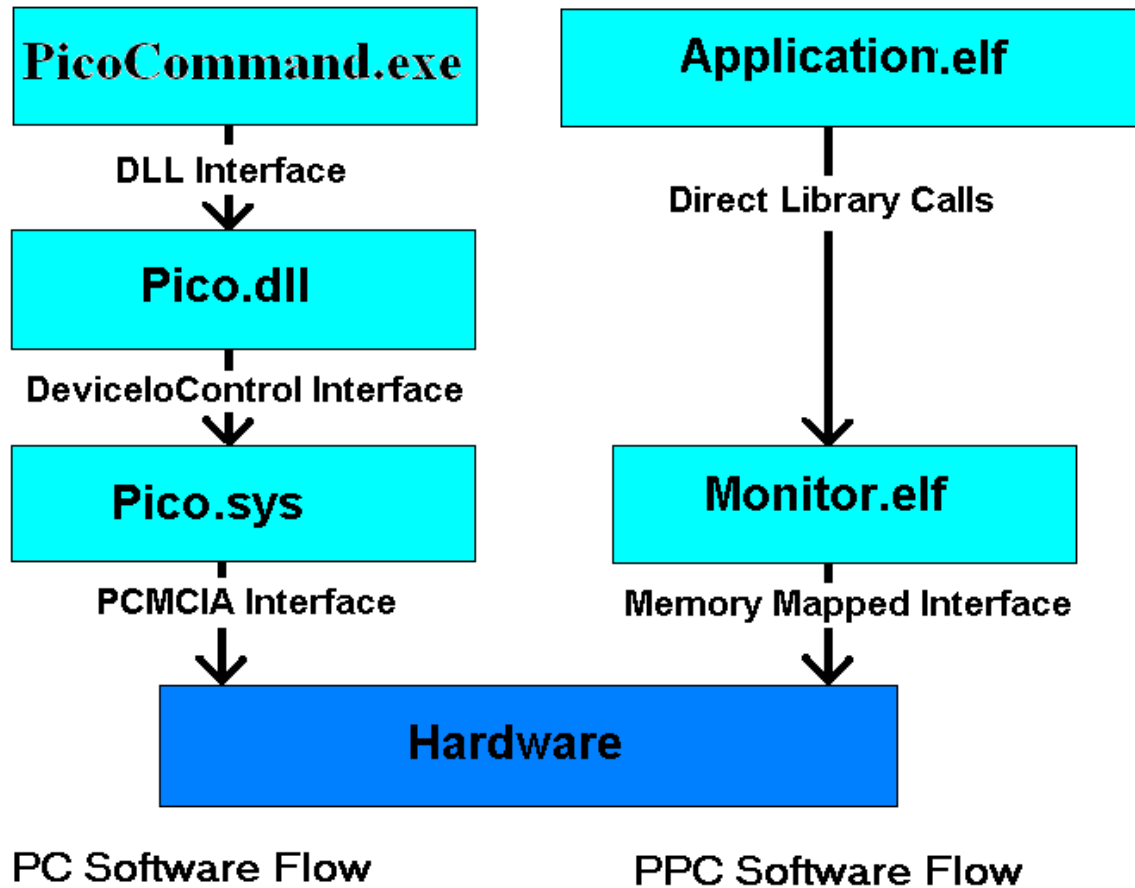 PicoCommand.exe
DLL Interface
Pico.dll
DeviceIoControl Interface
Pico.sys
PCMCIA Interface
Application.elf
Direct Library Calls
Monitor.elf
Memory Mapped Interface
Hardware
PC Software Flow
PPC Software Flow